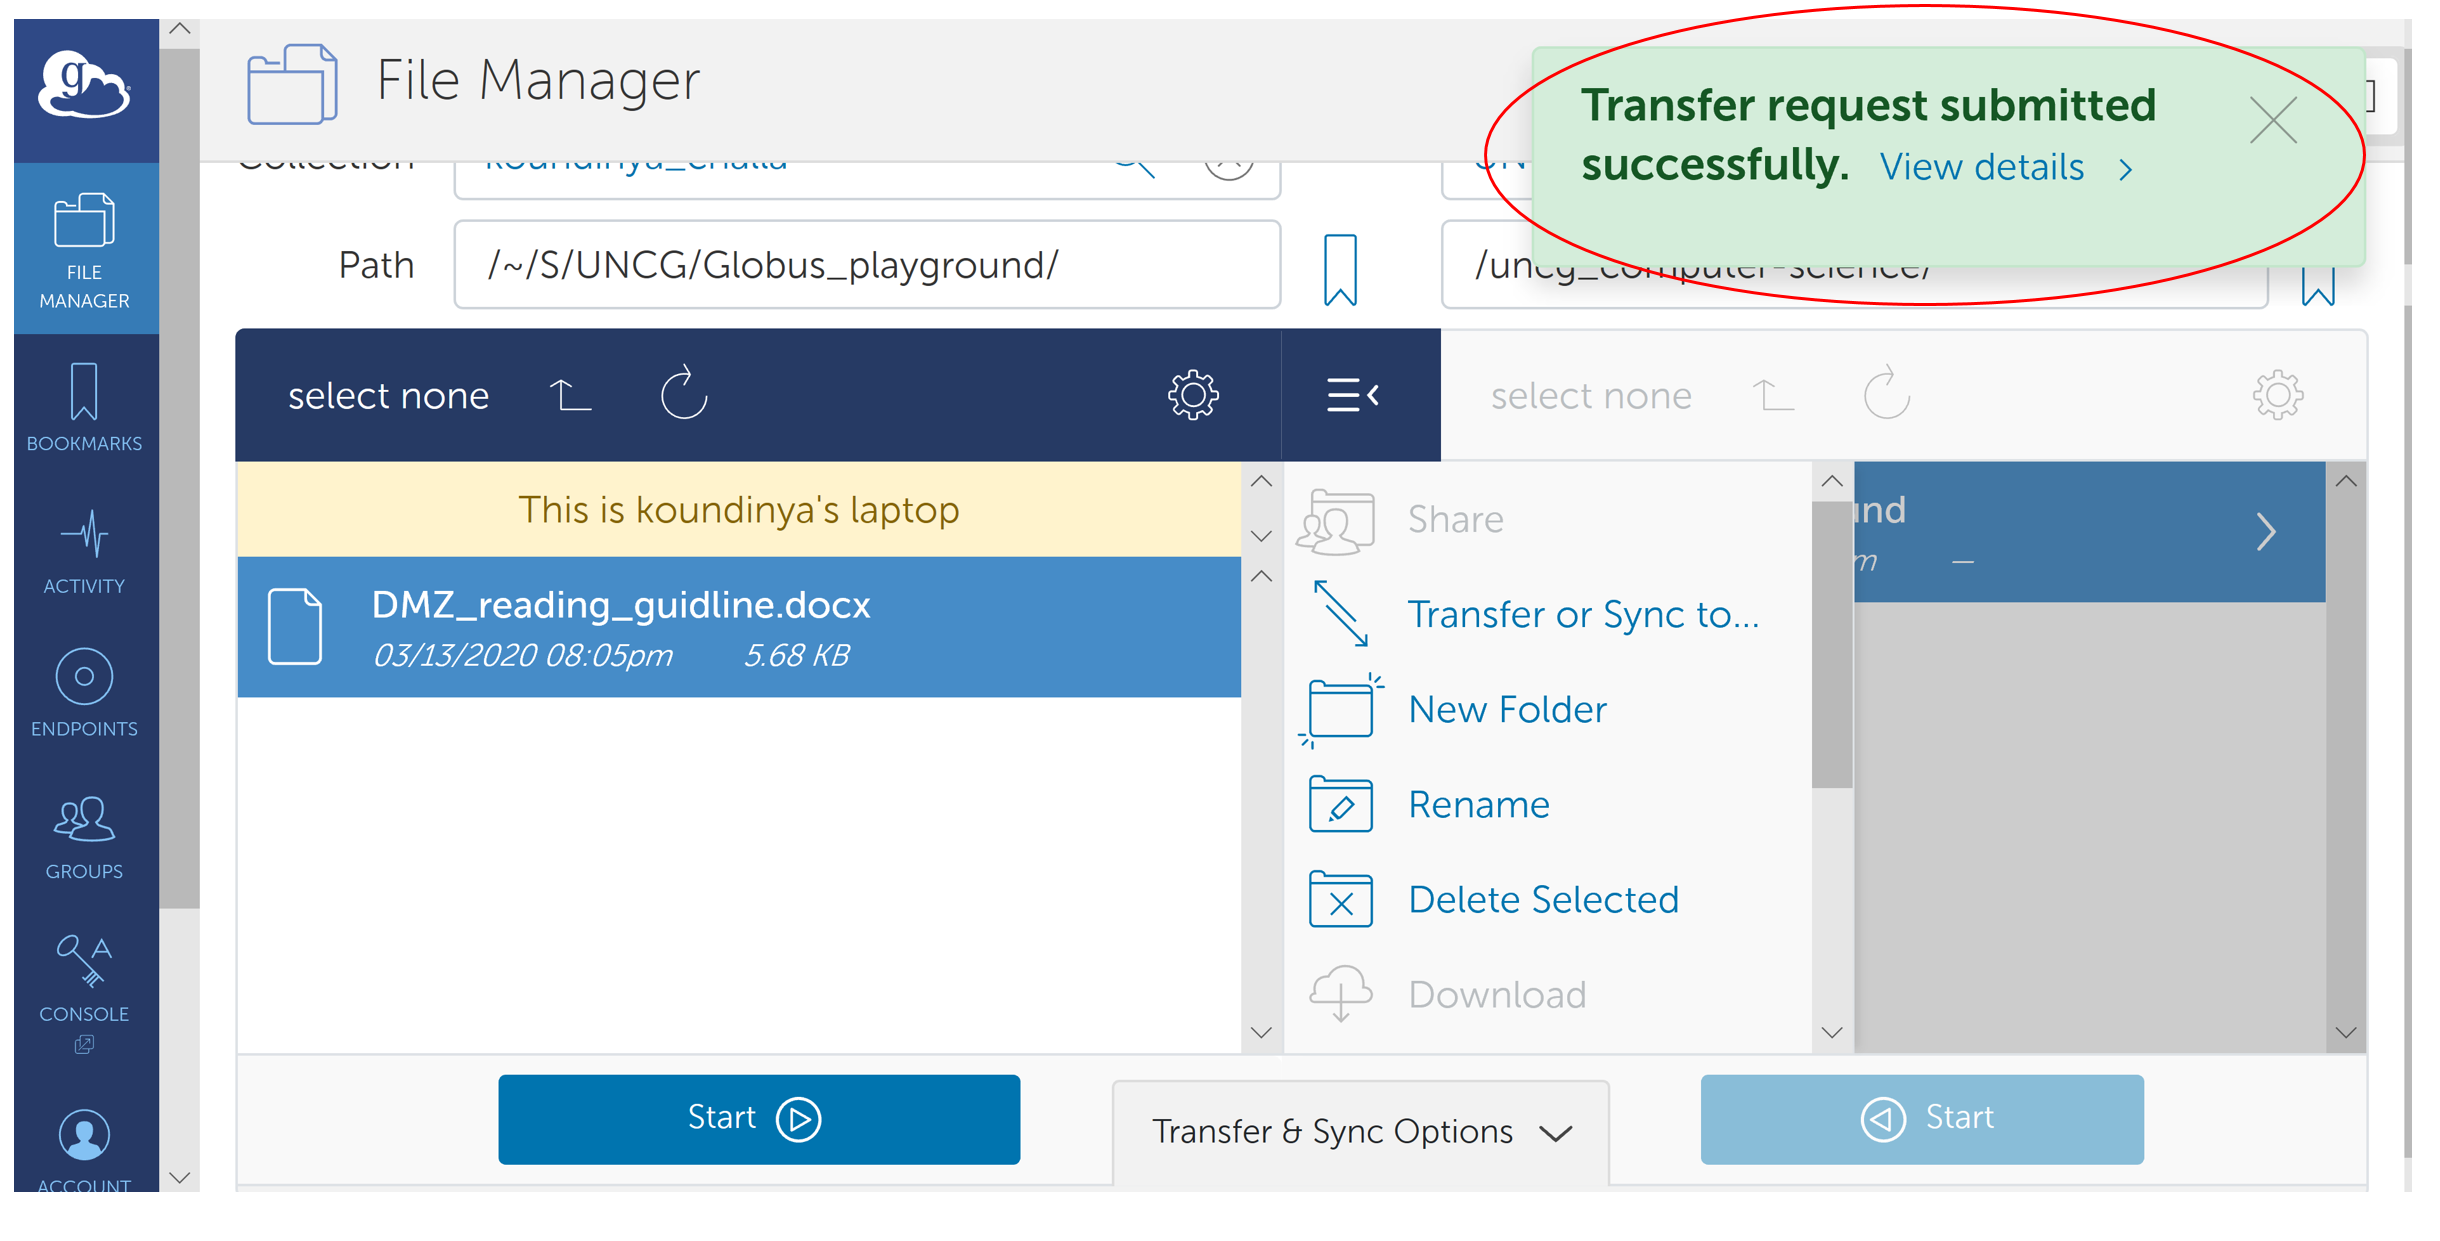 g
File Manager
Transfer request submitted
successfully. View details
Collection
koundinya_challa
Path
/~/S/UNCG/Globus_playground/
/uncg_computer-science/
FILE
MANAGER
BOOKMARKS
ACTIVITY
ENDPOINTS
GROUPS
CONSOLE
ACCOUNT
select none
select none
This is koundinya's laptop
DMZ_reading_guidline.docx
03/13/2020 08:05pm 5.68 KB
Share
Transfer or Sync to...
New Folder
Rename
Delete Selected
Download
und
m —
Start
Transfer & Sync Options
Start